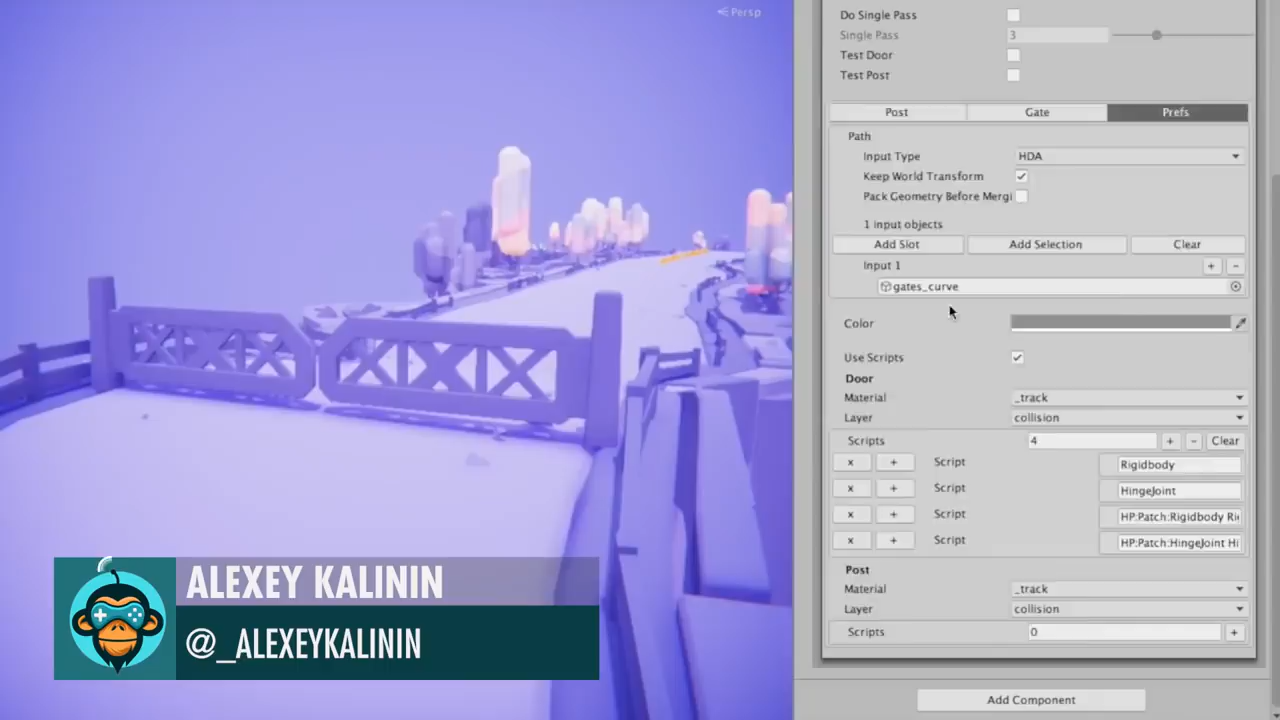 Persp
Do Single Pass
Single Pass 3
Test Door
Test Post
Post Gate Prefs
Path
Input Type HDA
Keep World Transform
Pack Geometry Before Mergi
1 input objects
Add Slot Add Selection Clear
Input 1 + -
gates_curve
Color
Use Scripts
Door
Material _track
Layer collision
Scripts 4 + - Clear
x + Script Rigidbody
x + Script HingeJoint
x + Script HP:Patch:Rigidbody Ri
x + Script HP:Patch:HingeJoint Hi
Post
Material _track
Layer collision
Scripts 0 +
Add Component
ALEXEY KALININ
@_ALEXEYKALININ